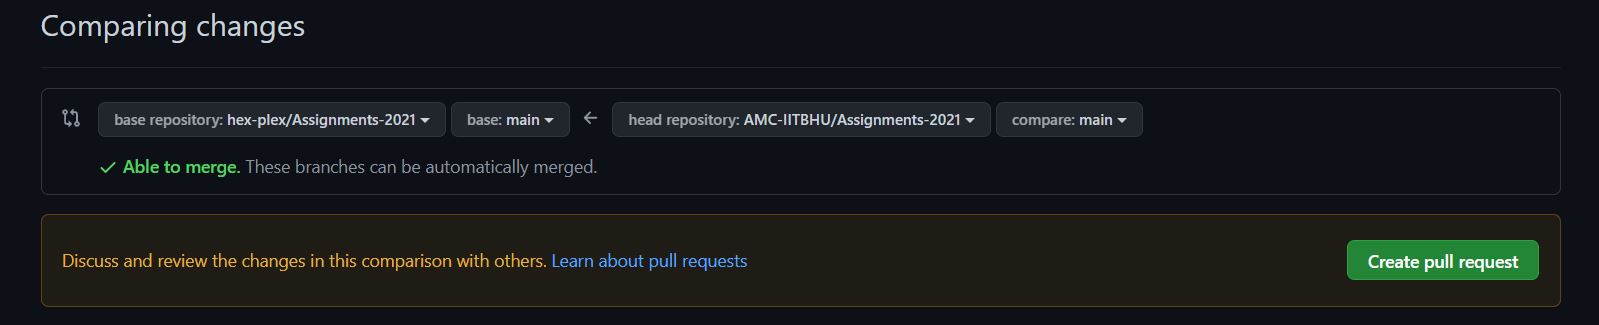 Comparing changes
base repository: hex-plex/Assignments-2021 base: main head repository: AMC-IITBHU/Assignments-2021 compare: main
Able to merge. These branches can be automatically merged.
Discuss and review the changes in this comparison with others. Learn about pull requests Create pull request